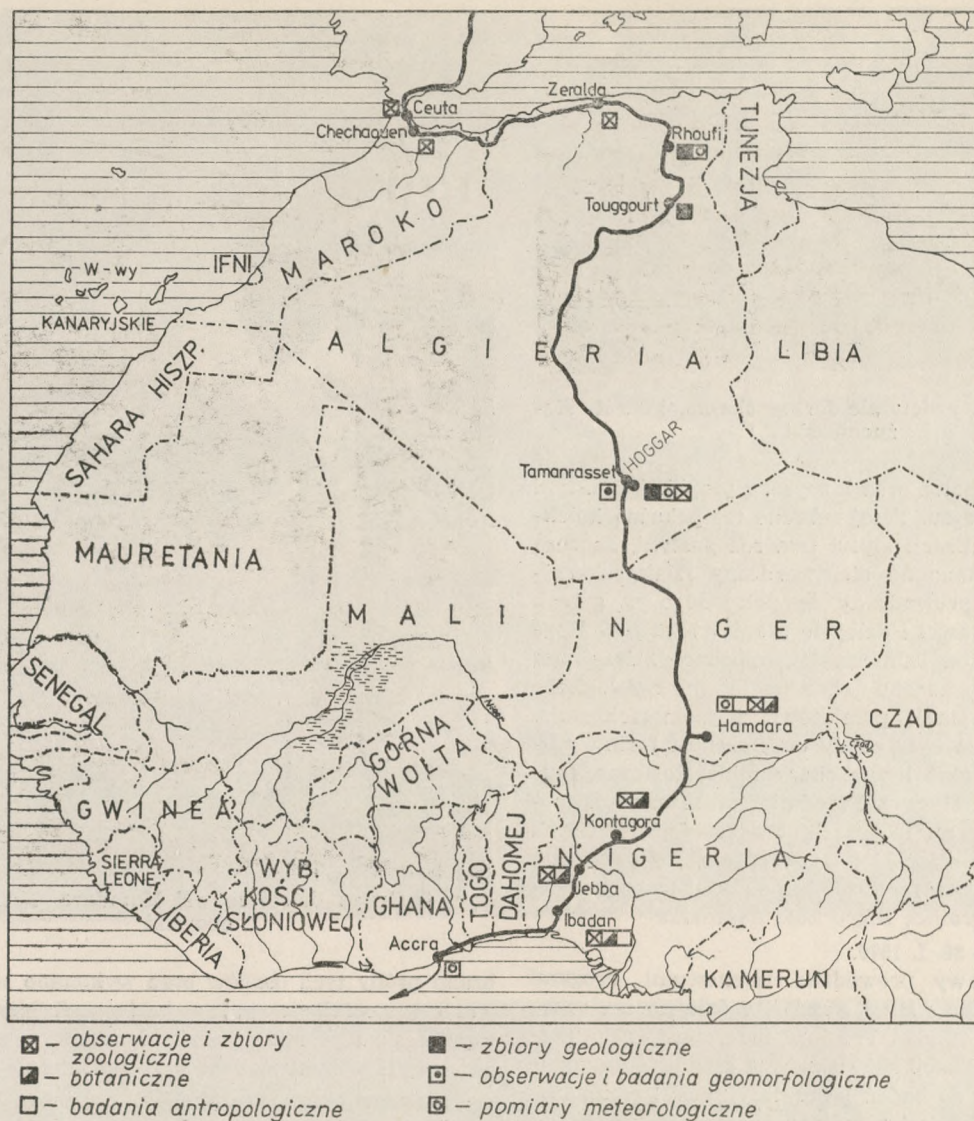 Zeralda
Ceuta
Chechaouen
Rhoufi
TUNEZJA
Touggourt
MAROKO
IFNI
W-wy
KANARYJSKIE
ALGIERIA
LIBIA
SAHARA HISZP.
HOGGAR
Tamanrasset
MAURETANIA
MALI
NIGER
SENEGAL
CZAD
Hamdara
GÓRNA
WOLTA
GWINEA
Kontagora
NIGERIA
SIERRA
LEONE
WYB.
KOŚCI
SŁONIOWEJ
LIBERIA
GHANA
TOGO
DAHOMEJ
Jebba
Ibadan
Accra
KAMERUN
– obserwacje i zbiory
zoologiczne
– botaniczne
– badania antropologiczne
– zbiory geologiczne
– obserwacje i badania geomorfologiczne
– pomiary meteorologiczne